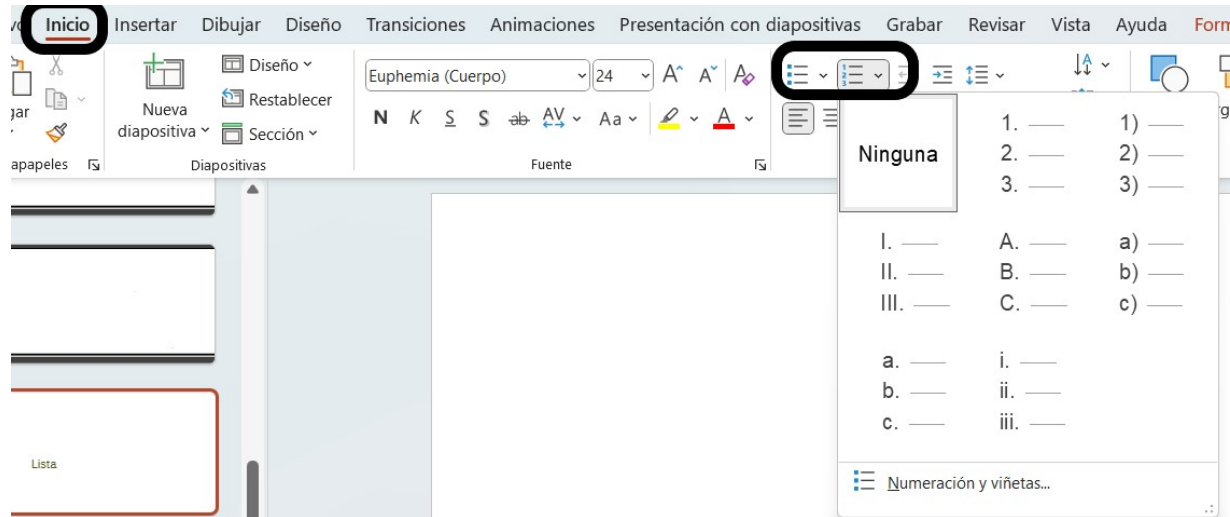 Inicio Insertar Dibujar Diseño Transiciones Animaciones Presentación con diapositivas Grabar Revisar Vista Ayuda Form
gar
Nueva
diapositiva
Diseño
Restablecer
Sección
Euphemia (Cuerpo) 24 A A A
N K S S ab AV Aa A
apapeles Diapositivas Fuente
Ninguna
1.
2.
3.
1)
2)
3)
I.
II.
III.
A.
B.
C.
a)
b)
c)
a.
b.
c.
i.
ii.
iii.
Numeración y viñetas...
Lista